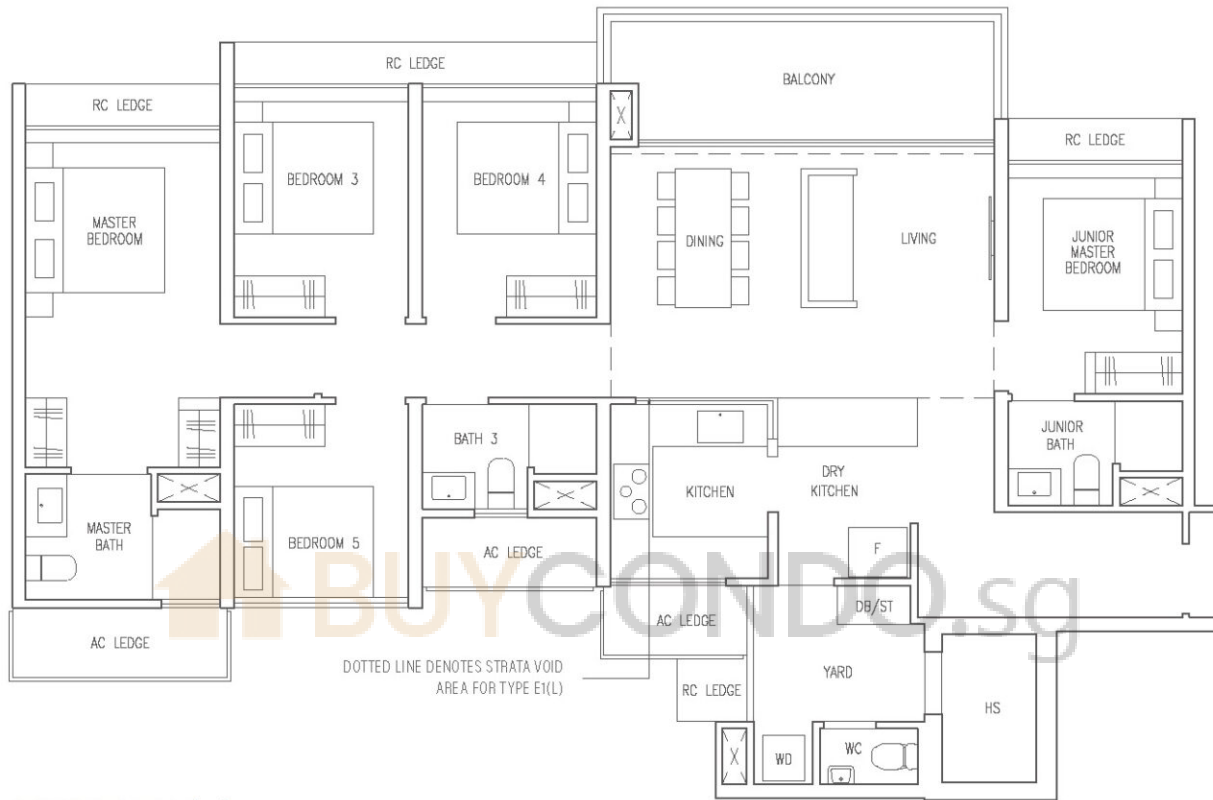 BALCONY
RC LEDGE
RC LEDGE
RC LEDGE
BEDROOM 3
BEDROOM 4
MASTER
BEDROOM
DINING
LIVING
JUNIOR
MASTER
BEDROOM
BATH 3
JUNIOR
BATH
KITCHEN
DRY
KITCHEN
MASTER
BATH
BEDROOM 5
AC LEDGE
F
BUYCONDO.sg
DB/ST
AC LEDGE
AC LEDGE
DOTTED LINE DENOTES STRATA VOID
AREA FOR TYPE E1(L)
YARD
RC LEDGE
HS
WD
WC